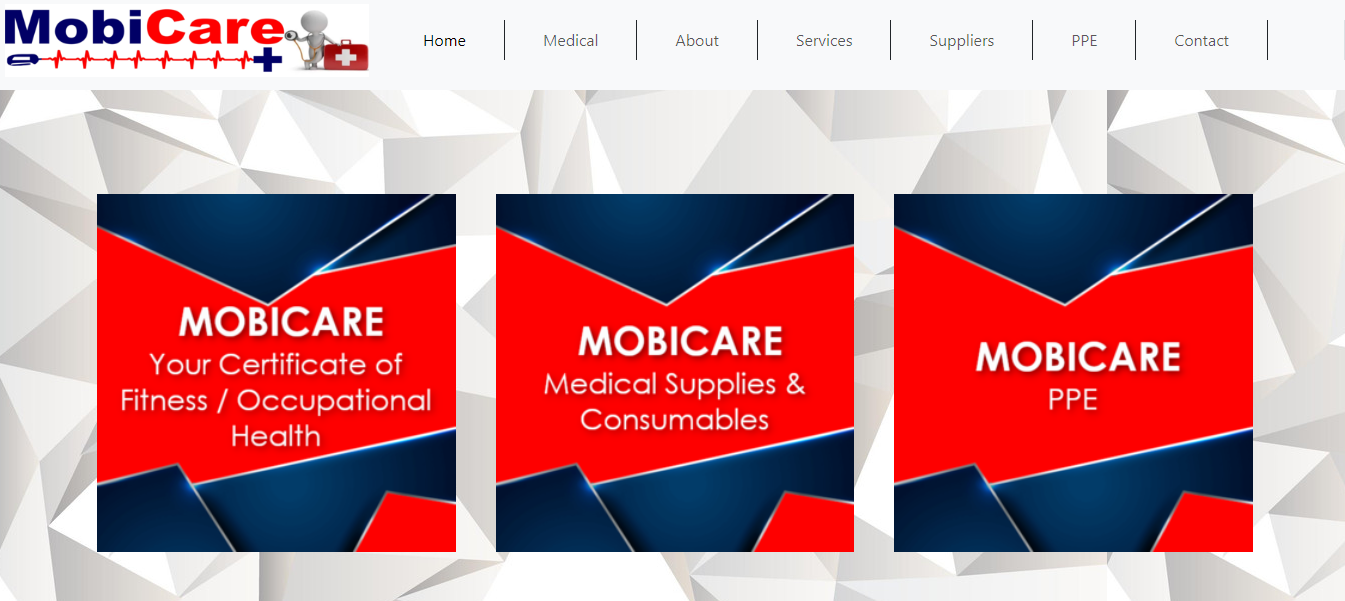 MobiCare
Home
Medical
About
Services
Suppliers
PPE
Contact
MOBICARE
Your Certificate of
Fitness / Occupational
Health
MOBICARE
Medical Supplies &
Consumables
MOBICARE
PPE